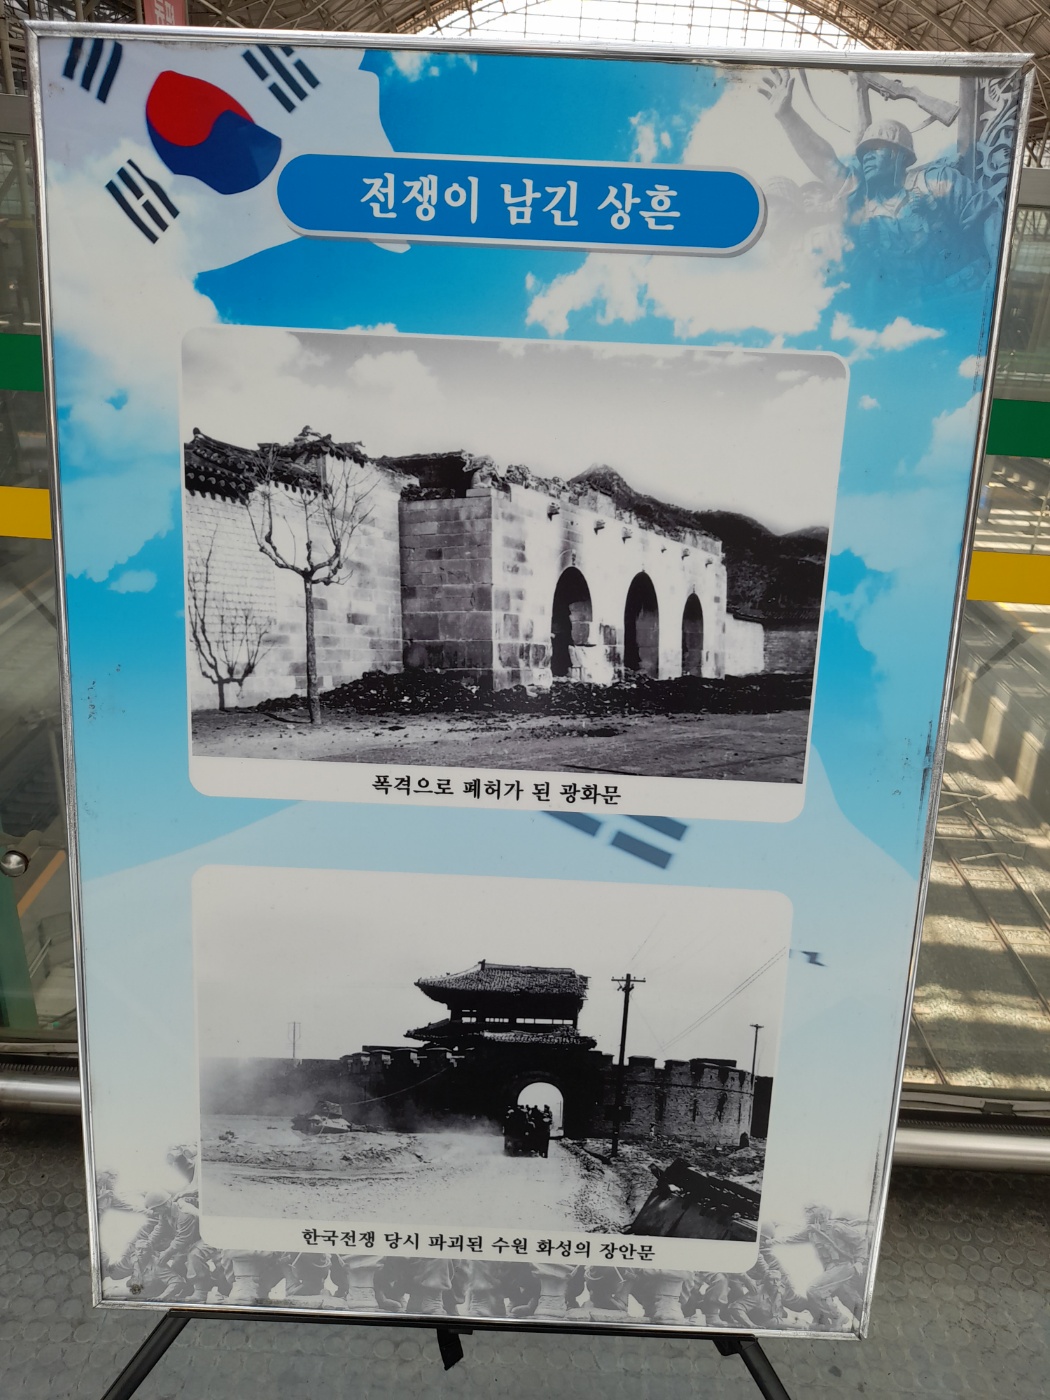 전쟁이 남긴 상흔
폭격으로 폐허가 된 광화문
한국전쟁 당시 파괴된 수원 화성의 장안문